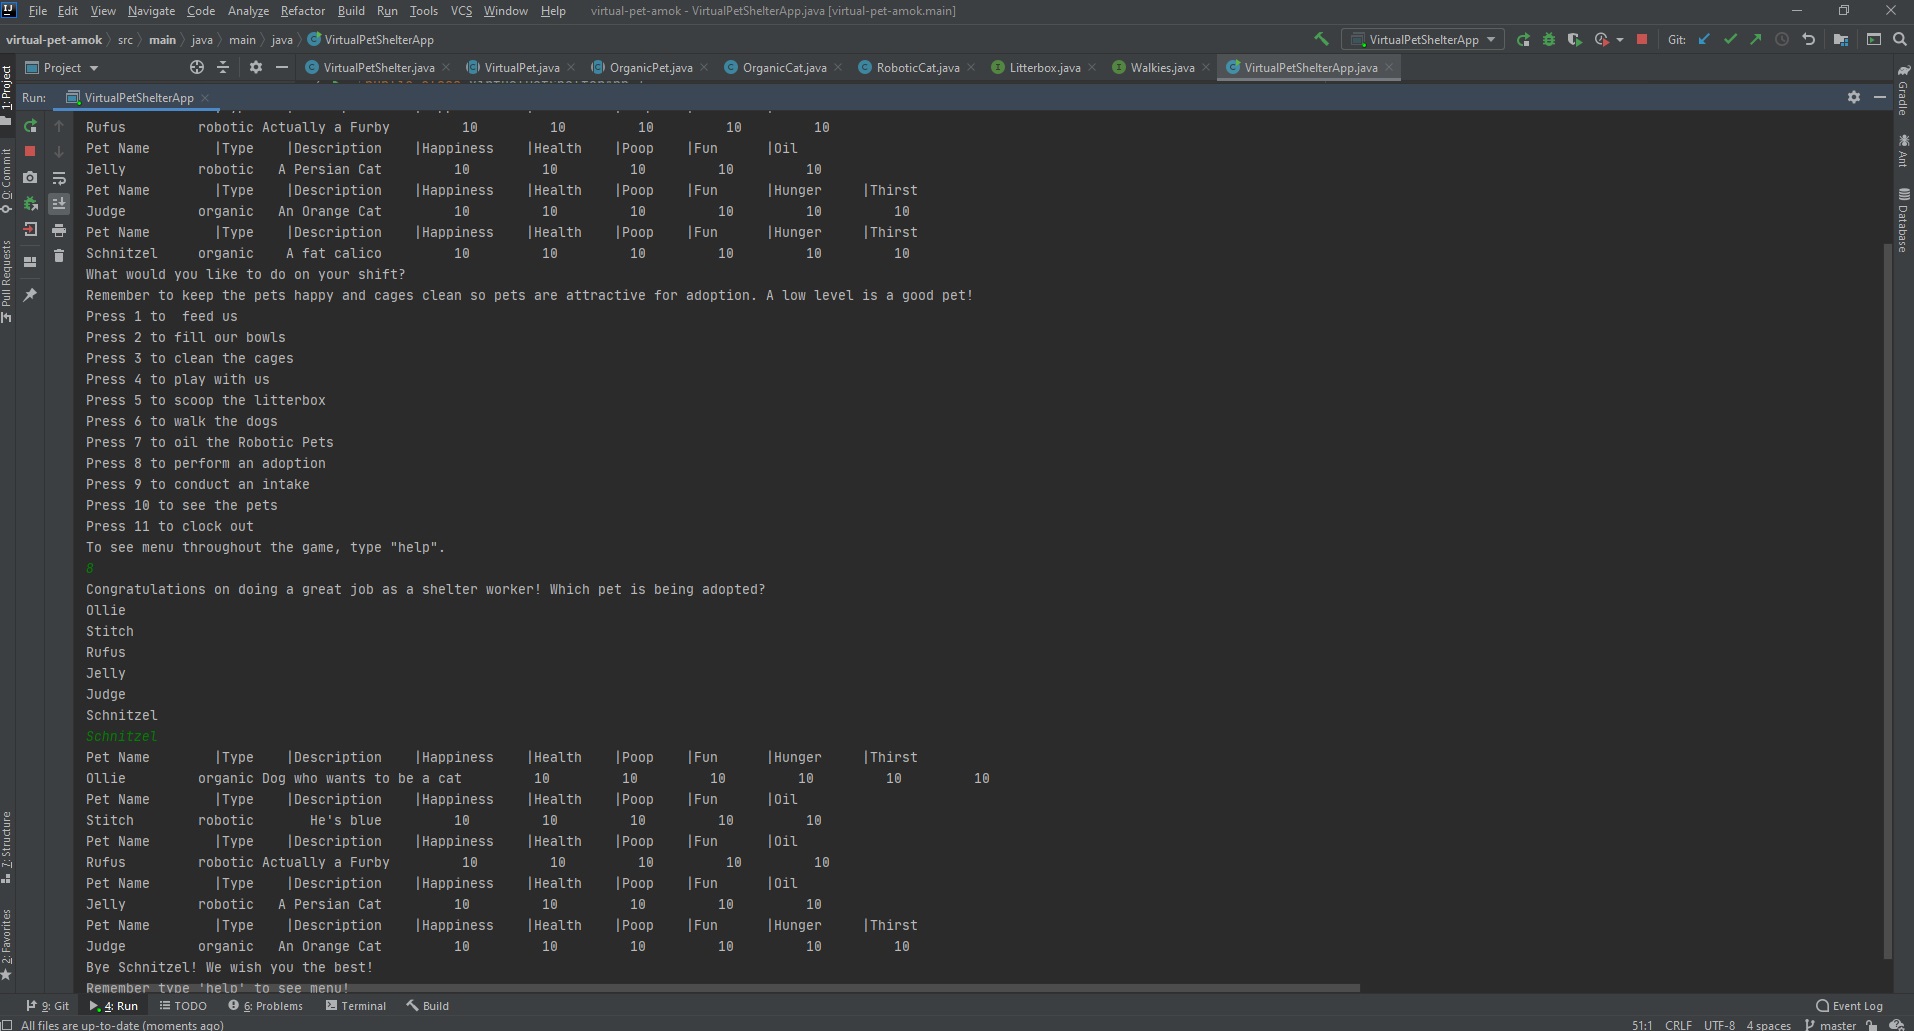 File Edit View Navigate Code Analyze Refactor Build Run Tools VCS Window Help virtual-pet-amok - VirtualPetShelterApp.java [virtual-pet-amok.main]
virtual-pet-amok src main java main java VirtualPetShelterApp VirtualPetShelterApp Git:
Project VirtualPetShelter.java VirtualPet.java OrganicPet.java OrganicCat.java RoboticCat.java Litterbox.java Walkies.java VirtualPetShelterApp.java
Run: VirtualPetShelterApp
1: Project
0: Commit
Pull Requests
7: Structure
2: Favorites
Rufus robotic Actually a Furby 10 10 10 10 10
Pet Name |Type |Description |Happiness |Health |Poop |Fun |Oil
Jelly robotic A Persian Cat 10 10 10 10 10
Pet Name |Type |Description |Happiness |Health |Poop |Fun |Hunger |Thirst
Judge organic An Orange Cat 10 10 10 10 10 10
Pet Name |Type |Description |Happiness |Health |Poop |Fun |Hunger |Thirst
Schnitzel organic A fat calico 10 10 10 10 10 10
What would you like to do on your shift?
Remember to keep the pets happy and cages clean so pets are attractive for adoption. A low level is a good pet!
Press 1 to  feed us
Press 2 to fill our bowls
Press 3 to clean the cages
Press 4 to play with us
Press 5 to scoop the litterbox
Press 6 to walk the dogs
Press 7 to oil the Robotic Pets
Press 8 to perform an adoption
Press 9 to conduct an intake
Press 10 to see the pets
Press 11 to clock out
To see menu throughout the game, type "help".
8
Congratulations on doing a great job as a shelter worker! Which pet is being adopted?
Ollie
Stitch
Rufus
Jelly
Judge
Schnitzel
Schnitzel
Pet Name |Type |Description |Happiness |Health |Poop |Fun |Hunger |Thirst
Ollie organic Dog who wants to be a cat 10 10 10 10 10 10
Pet Name |Type |Description |Happiness |Health |Poop |Fun |Oil
Stitch robotic He's blue 10 10 10 10 10
Pet Name |Type |Description |Happiness |Health |Poop |Fun |Oil
Rufus robotic Actually a Furby 10 10 10 10 10
Pet Name |Type |Description |Happiness |Health |Poop |Fun |Oil
Jelly robotic A Persian Cat 10 10 10 10 10
Pet Name |Type |Description |Happiness |Health |Poop |Fun |Hunger |Thirst
Judge organic An Orange Cat 10 10 10 10 10 10
Bye Schnitzel! We wish you the best!
Remember type 'help' to see menu!
Gradle
Ant
Database
9: Git 4: Run TODO 6: Problems Terminal Build Event Log
All files are up-to-date (moments ago) 51:1 CRLF UTF-8 4 spaces master